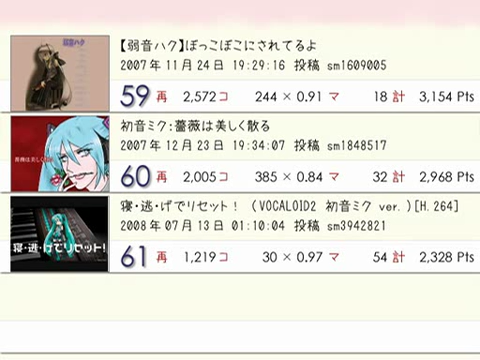 【弱音ハク】ぼっこぼこにされてるよ
2007年11月24日 19:29:16 投稿 sm1609005
59 再 2,572 コ 244 × 0.91 マ 18 計 3,154 Pts
初音ミク:薔薇は美しく散る
2007年12月23日 19:34:07 投稿 sm1848517
60 再 2,005 コ 385 × 0.84 マ 32 計 2,968 Pts
寝・逃・げでリセット! (VOCALOID2 初音ミク ver.)[H.264]
2008年07月13日 01:10:04 投稿 sm3942821
61 再 1,219 コ 30 × 0.97 マ 54 計 2,328 Pts
弱音ハク
薔薇は美しく散る
寝・逃・げでリセット!